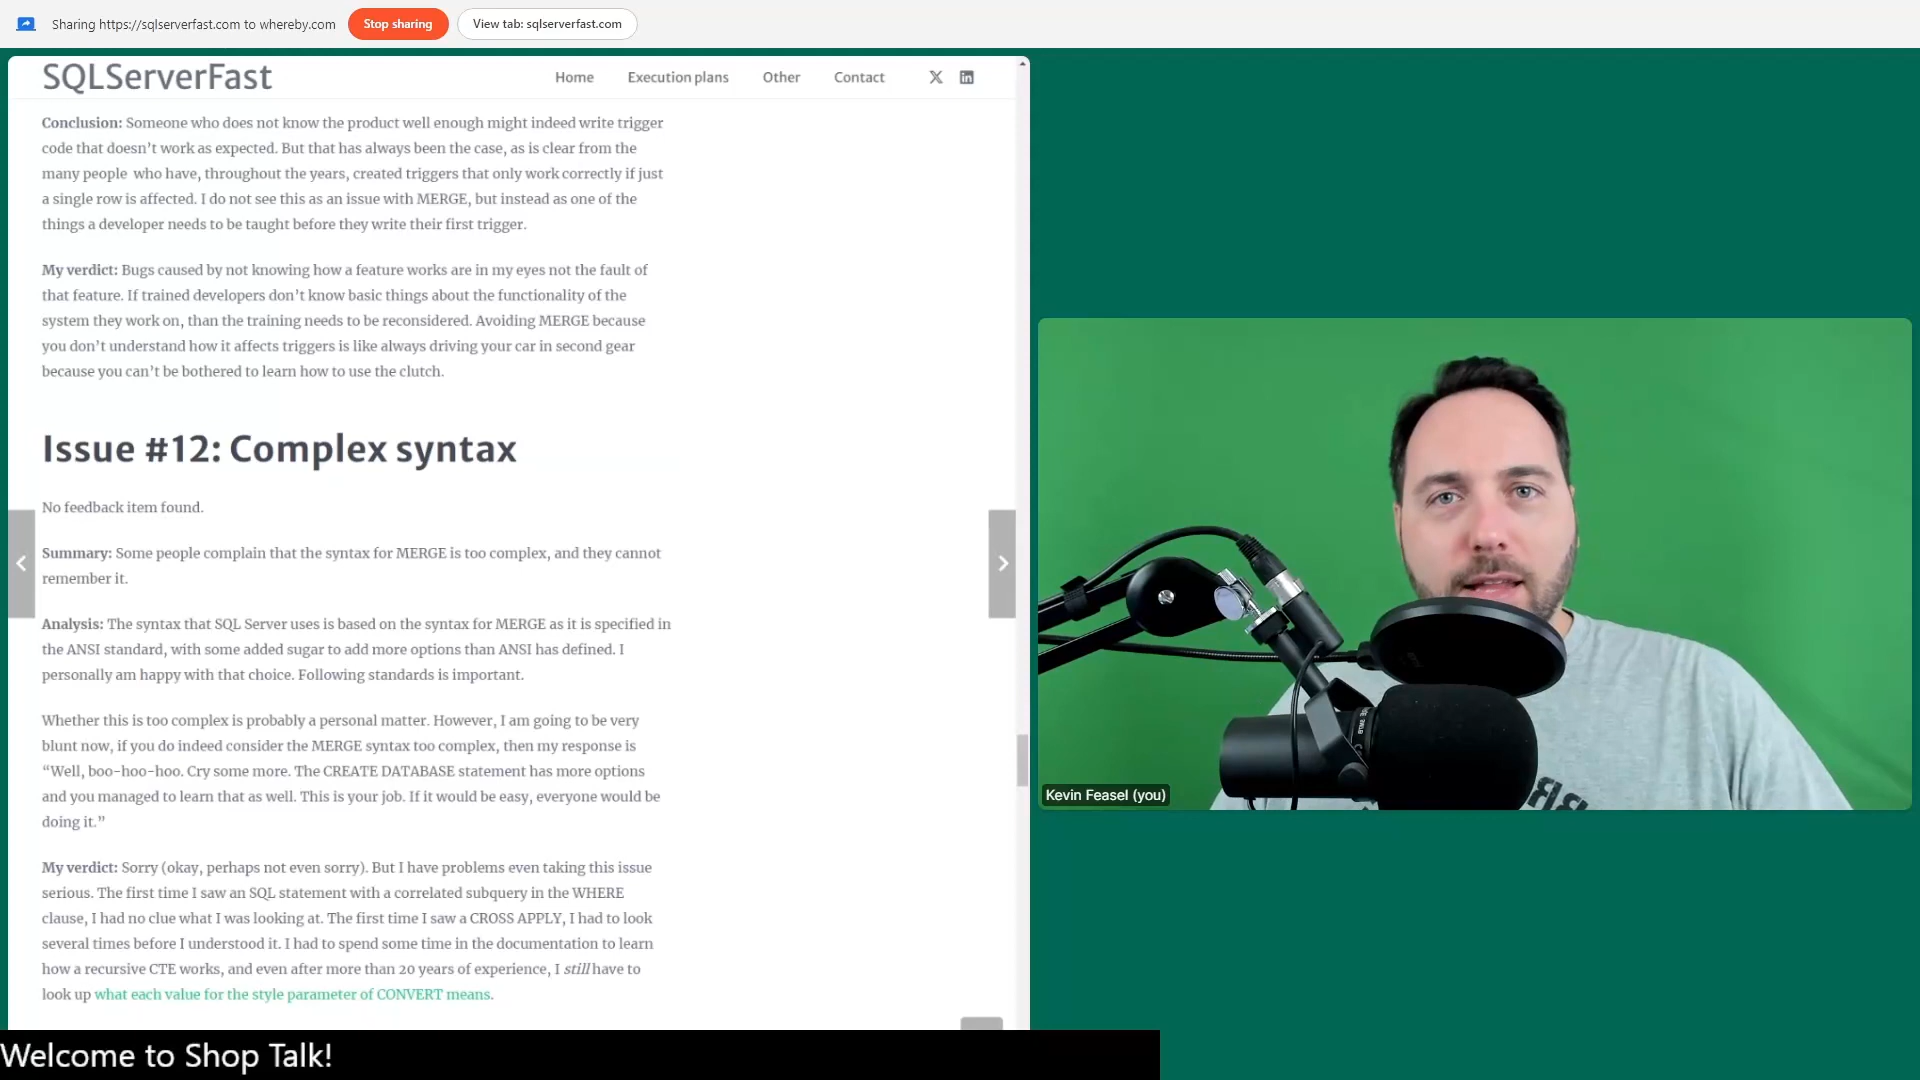 Sharing https://sqlserverfast.com to whereby.com
Stop sharing
View tab: sqlserverfast.com
SQLServerFast
Home
Execution plans
Other
Contact
Conclusion: Someone who does not know the product well enough might indeed write trigger
code that doesn’t work as expected. But that has always been the case, as is clear from the
many people who have, throughout the years, created triggers that only work correctly if just
a single row is affected. I do not see this as an issue with MERGE, but instead as one of the
things a developer needs to be taught before they write their first trigger.
My verdict: Bugs caused by not knowing how a feature works are in my eyes not the fault of
that feature. If trained developers don’t know basic things about the functionality of the
system they work on, than the training needs to be reconsidered. Avoiding MERGE because
you don’t understand how it affects triggers is like always driving your car in second gear
because you can’t be bothered to learn how to use the clutch.
Issue #12: Complex syntax
No feedback item found.
Summary: Some people complain that the syntax for MERGE is too complex, and they cannot
remember it.
Analysis: The syntax that SQL Server uses is based on the syntax for MERGE as it is specified in
the ANSI standard, with some added sugar to add more options than ANSI has defined. I
personally am happy with that choice. Following standards is important.
Whether this is too complex is probably a personal matter. However, I am going to be very
blunt now, if you do indeed consider the MERGE syntax too complex, then my response is
“Well, boo-hoo-hoo. Cry some more. The CREATE DATABASE statement has more options
and you managed to learn that as well. This is your job. If it would be easy, everyone would be
doing it.”
My verdict: Sorry (okay, perhaps not even sorry). But I have problems even taking this issue
serious. The first time I saw an SQL statement with a correlated subquery in the WHERE
clause, I had no clue what I was looking at. The first time I saw a CROSS APPLY, I had to look
several times before I understood it. I had to spend some time in the documentation to learn
how a recursive CTE works, and even after more than 20 years of experience, I still have to
look up what each value for the style parameter of CONVERT means.
Kevin Feasel (you)
Welcome to Shop Talk!